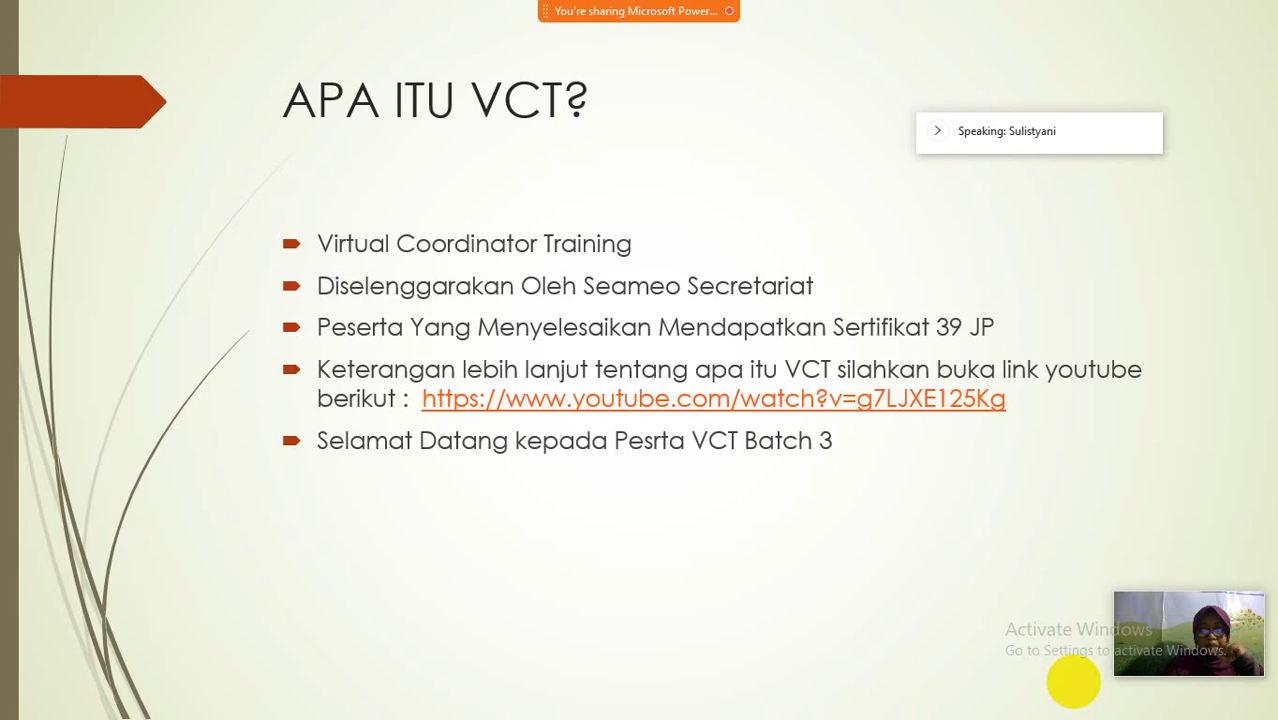 You're sharing Microsoft Power...
APA ITU VCT?
Speaking: Sulistyani
Virtual Coordinator Training
Diselenggarakan Oleh Seameo Secretariat
Peserta Yang Menyelesaikan Mendapatkan Sertifikat 39 JP
Keterangan lebih lanjut tentang apa itu VCT silahkan buka link youtube
berikut : https://www.youtube.com/watch?v=g7LJXE125Kg
Selamat Datang kepada Pesrta VCT Batch 3
Activate Windows
Go to Settings to activate Windows.